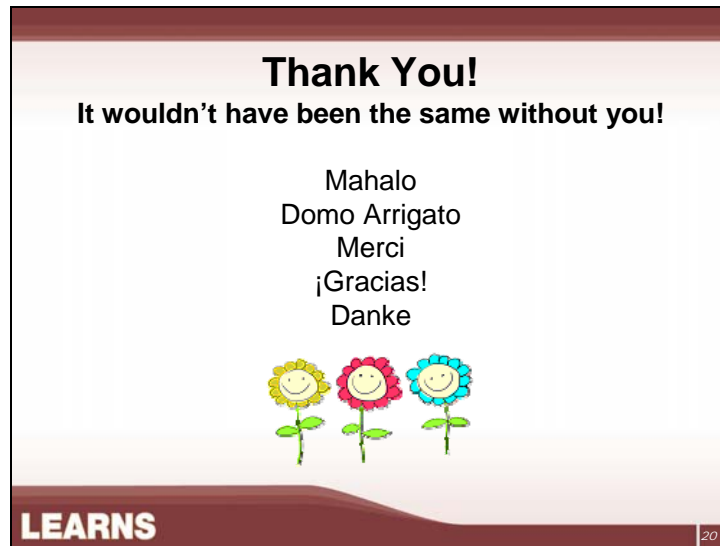 Thank You!
It wouldn't have been the same without you!
Mahalo
Domo Arrigato
Merci
¡Gracias!
Danke
LEARNS
20